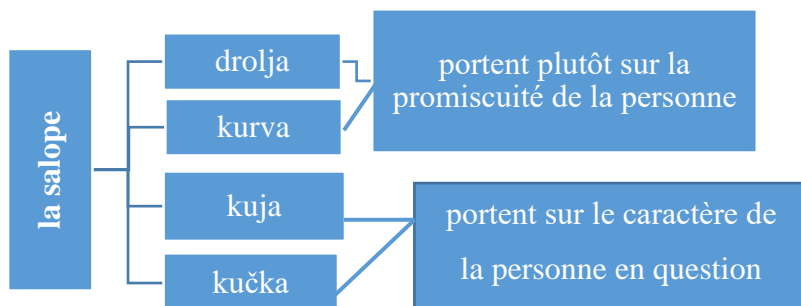 la salope
drolja
kurva
kuja
kučka
portent plutôt sur la
promiscuité de la personne
portent sur le caractère de
la personne en question